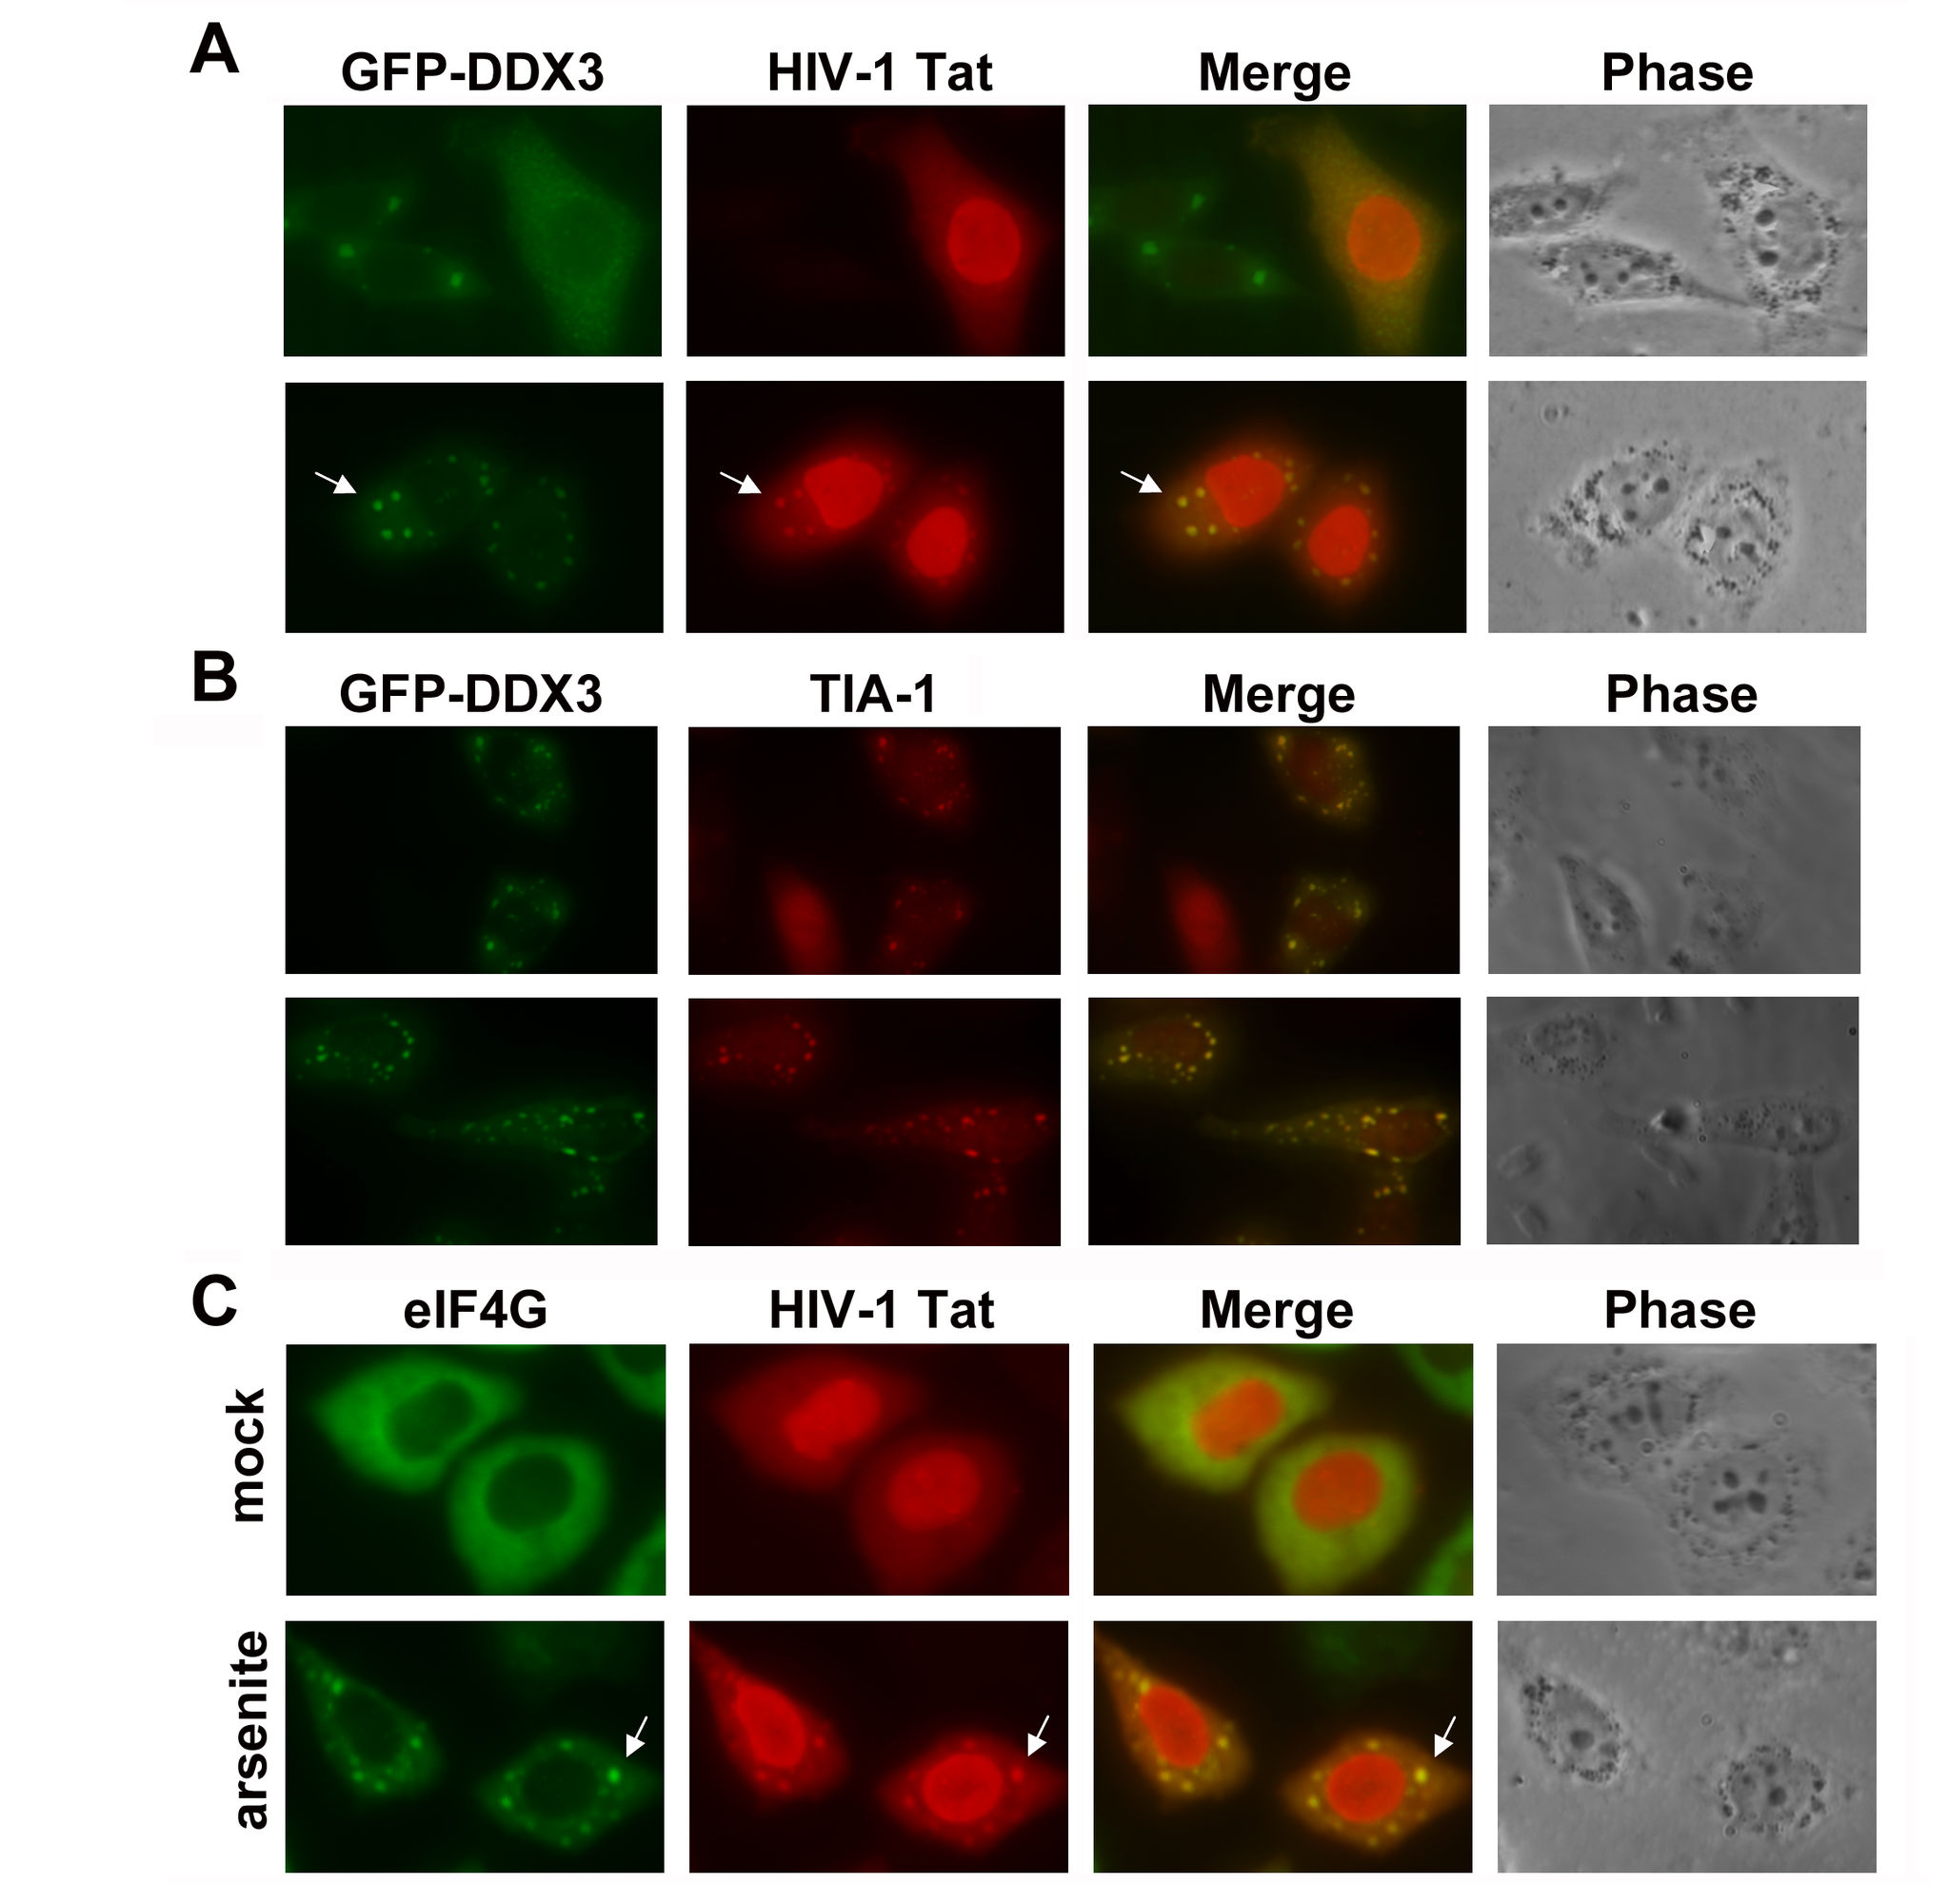 A
GFP-DDX3 HIV-1 Tat Merge Phase
B
GFP-DDX3 TIA-1 Merge Phase
C
eIF4G HIV-1 Tat Merge Phase
mock
arsenite